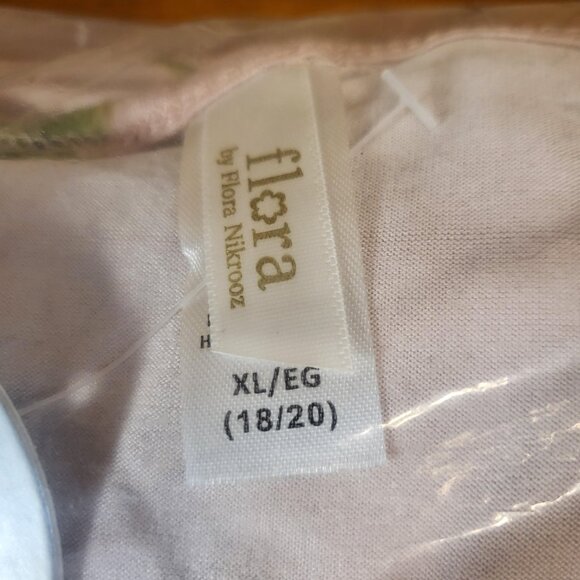 flora
by Flora Nikrooz
H
XL/EG
(18/20)